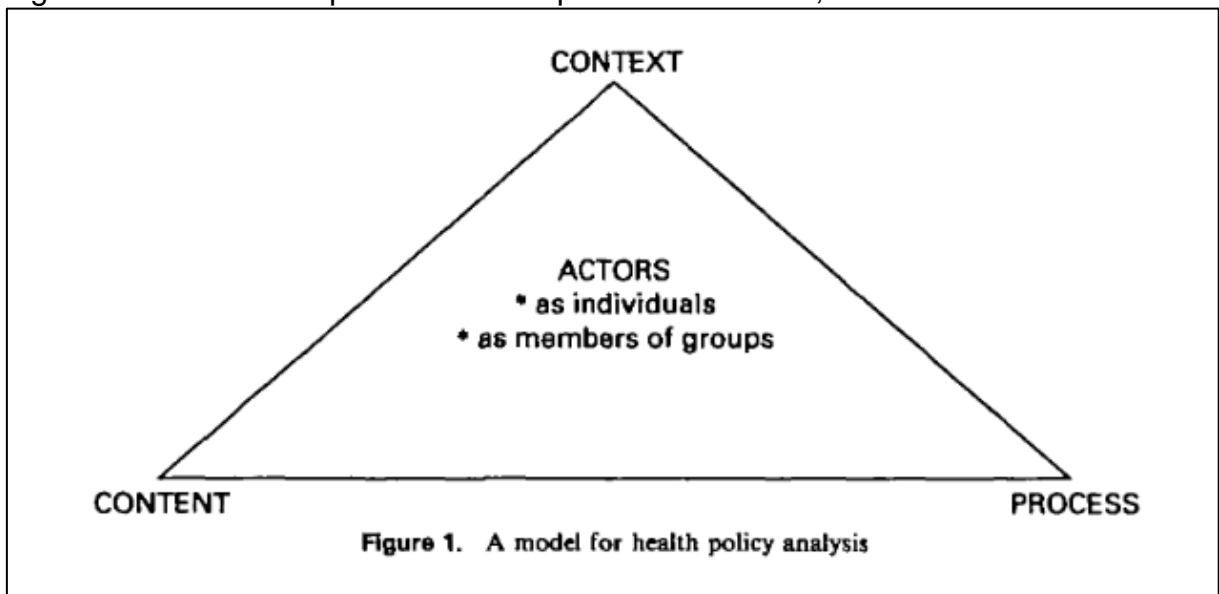 CONTEXT
ACTORS
* as individuals
* as members of groups
CONTENT
PROCESS
Figure 1. A model for health policy analysis